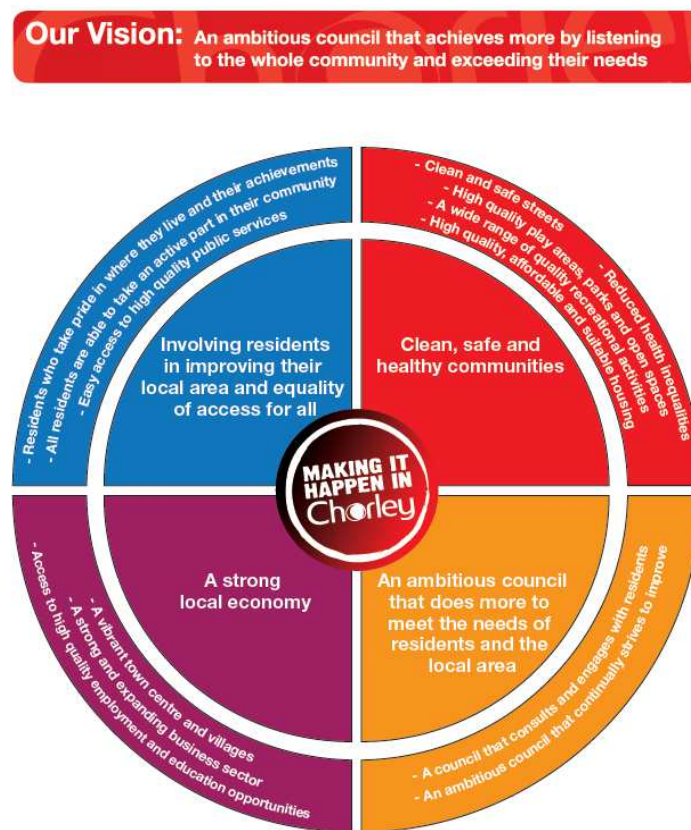 Our Vision: An ambitious council that achieves more by listening
to the whole community and exceeding their needs
- Residents who take pride in where they live and their achievements
- All residents are able to take an active part in their community
- Easy access to high quality public services
Involving residents
in improving their
local area and equality
of access for all
- Clean and safe streets
- Reduced health inequalities
- High quality play areas, parks and open spaces
- A wide range of quality recreational activities
- High quality, affordable and suitable housing
Clean, safe and
healthy communities
MAKING IT
HAPPEN IN
Chorley
A strong
local economy
- A vibrant town centre and villages
- A strong and expanding business sector
- Access to high quality employment and education opportunities
An ambitious council
that does more to
meet the needs of
residents and the
local area
- A council that consults and engages with residents
- An ambitious council that continually strives to improve